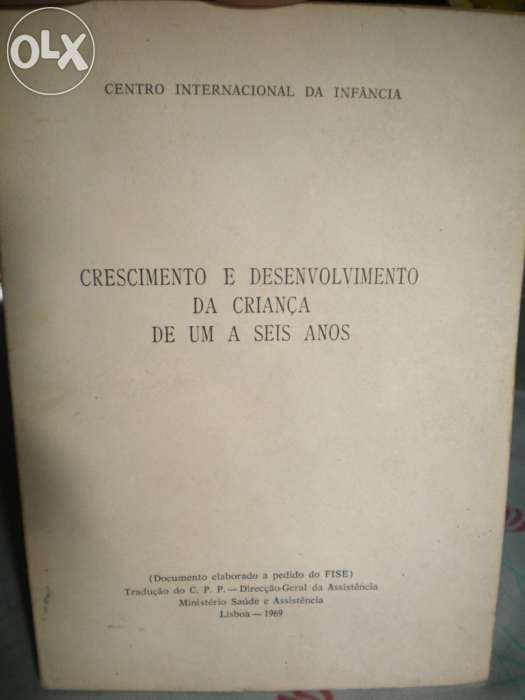 OLX
CENTRO INTERNACIONAL DA INFÂNCIA
CRESCIMENTO E DESENVOLVIMENTO
DA CRIANÇA
DE UM A SEIS ANOS
(Documento elaborado a pedido do FISE)
Tradução do C. P. P. — Direcção-Geral da Assistência
Ministério Saúde e Assistência
Lisboa — 1969